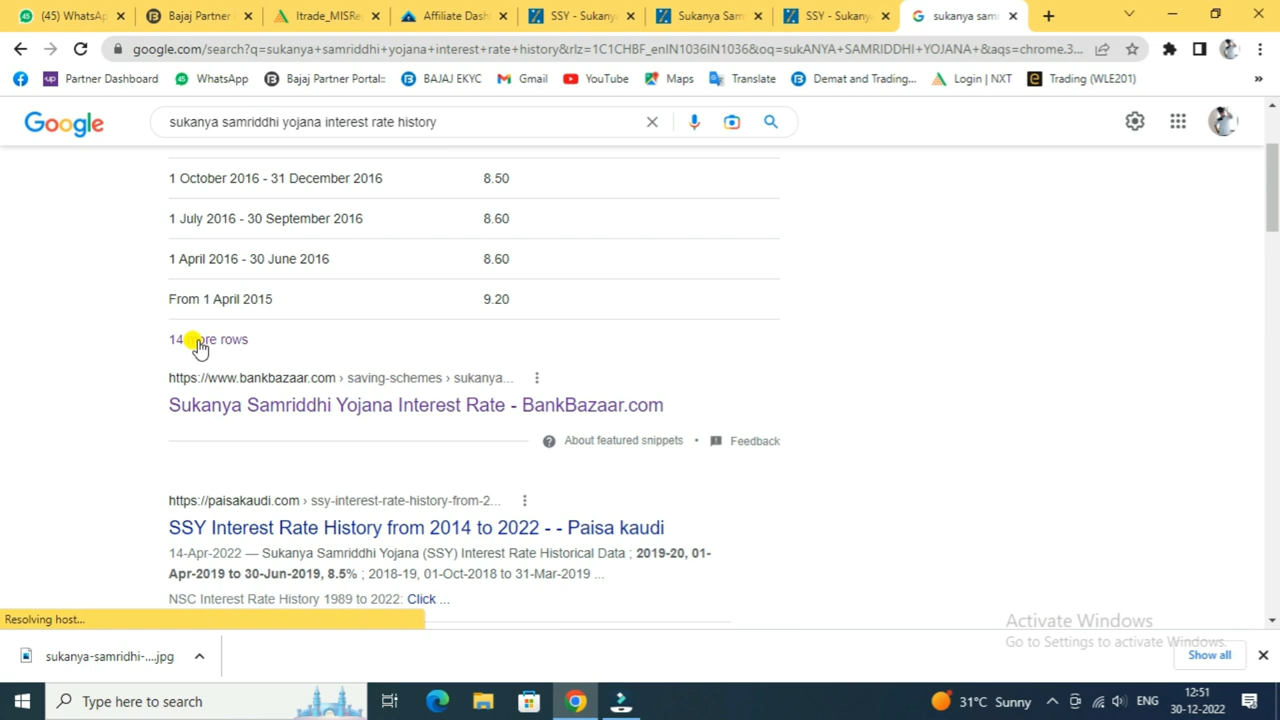 (45) WhatsA
Bajaj Partner
Itrade_MISRe
Affiliate Dash
SSY - Sukany
Sukanya Sam
SSY - Sukany
sukanya sam
google.com/search?q=sukanya+samriddhi+yojana+interest+rate+history&rlz=1C1CHBF_enIN1036IN1036&oq=sukANYA+SAMRIDDHI+YOJANA+&aqs=chrome.3...
Partner Dashboard
WhatsApp
Bajaj Partner Portal::
BAJAJ EKYC
Gmail
YouTube
Maps
Translate
Demat and Trading...
Login | NXT
Trading (WLE201)
»
Google
sukanya samriddhi yojana interest rate history
1 October 2016 - 31 December 2016 8.50
1 July 2016 - 30 September 2016 8.60
1 April 2016 - 30 June 2016 8.60
From 1 April 2015 9.20
14 more rows
https://www.bankbazaar.com › saving-schemes › sukanya...
Sukanya Samriddhi Yojana Interest Rate - BankBazaar.com
About featured snippets • Feedback
https://paisakaudi.com › ssy-interest-rate-history-from-2...
SSY Interest Rate History from 2014 to 2022 - - Paisa kaudi
14-Apr-2022 — Sukanya Samriddhi Yojana (SSY) Interest Rate Historical Data ; 2019-20, 01-
Apr-2019 to 30-Jun-2019, 8.5% ; 2018-19, 01-Oct-2018 to 31-Mar-2019 ...
NSC Interest Rate History 1989 to 2022: Click ...
Resolving host...
Activate Windows
Go to Settings to activate Windows.
sukanya-samridhi-....jpg
Show all
Type here to search
31°C Sunny
ENG
12:51
30-12-2022